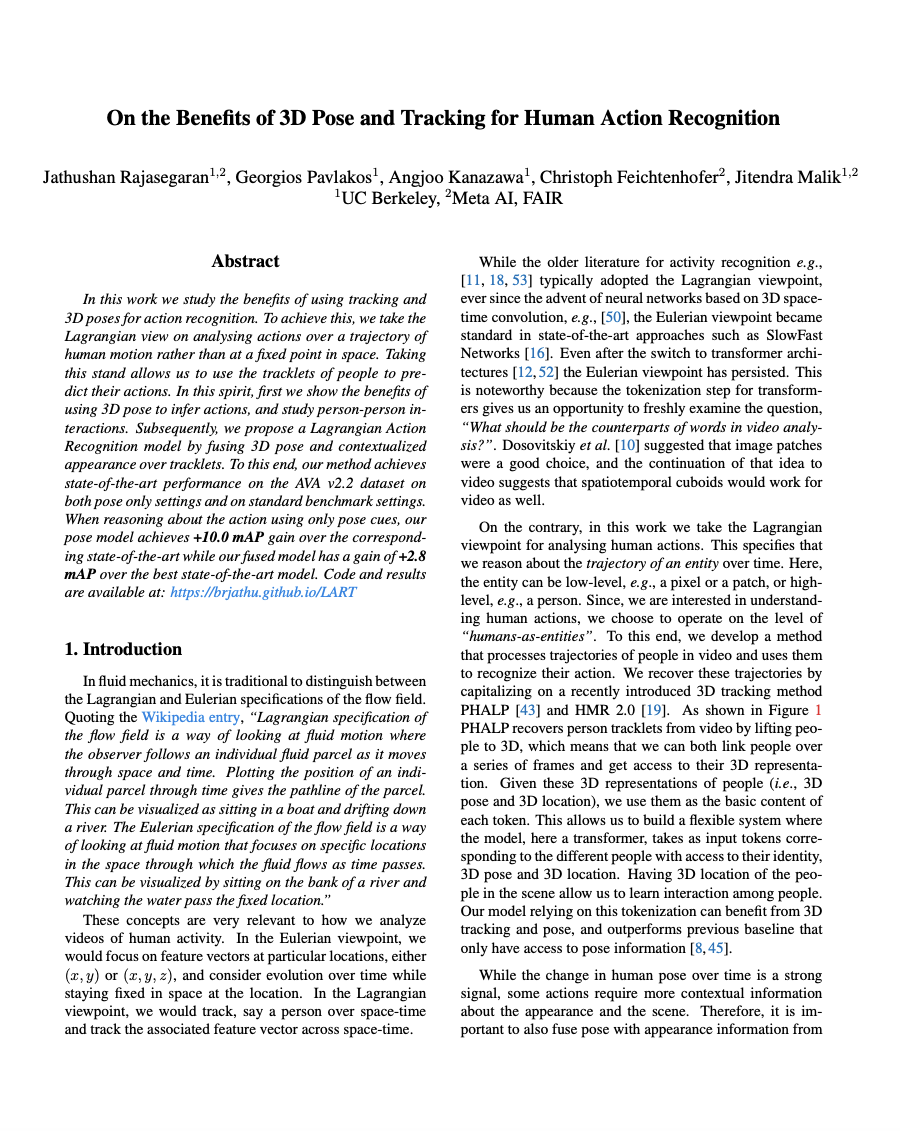 On the Benefits of 3D Pose and Tracking for Human Action Recognition
Jathushan Rajasegaran1,2, Georgios Pavlakos1, Angjoo Kanazawa1, Christoph Feichtenhofer2, Jitendra Malik1,2
1UC Berkeley, 2Meta AI, FAIR
Abstract
In this work we study the benefits of using tracking and
3D poses for action recognition. To achieve this, we take the
Lagrangian view on analysing actions over a trajectory of
human motion rather than at a fixed point in space. Taking
this stand allows us to use the tracklets of people to pre-
dict their actions. In this spirit, first we show the benefits of
using 3D pose to infer actions, and study person-person in-
teractions. Subsequently, we propose a Lagrangian Action
Recognition model by fusing 3D pose and contextualized
appearance over tracklets. To this end, our method achieves
state-of-the-art performance on the AVA v2.2 dataset on
both pose only settings and on standard benchmark settings.
When reasoning about the action using only pose cues, our
pose model achieves +10.0 mAP gain over the correspond-
ing state-of-the-art while our fused model has a gain of +2.8
mAP over the best state-of-the-art model. Code and results
are available at: https://brjathu.github.io/LART
1. Introduction
In fluid mechanics, it is traditional to distinguish between
the Lagrangian and Eulerian specifications of the flow field.
Quoting the Wikipedia entry, “Lagrangian specification of
the flow field is a way of looking at fluid motion where
the observer follows an individual fluid parcel as it moves
through space and time. Plotting the position of an indi-
vidual parcel through time gives the pathline of the parcel.
This can be visualized as sitting in a boat and drifting down
a river. The Eulerian specification of the flow field is a way
of looking at fluid motion that focuses on specific locations
in the space through which the fluid flows as time passes.
This can be visualized by sitting on the bank of a river and
watching the water pass the fixed location.”
These concepts are very relevant to how we analyze
videos of human activity. In the Eulerian viewpoint, we
would focus on feature vectors at particular locations, either
(x, y) or (x, y, z), and consider evolution over time while
staying fixed in space at the location. In the Lagrangian
viewpoint, we would track, say a person over space-time
and track the associated feature vector across space-time.
While the older literature for activity recognition e.g.,
[11, 18, 53] typically adopted the Lagrangian viewpoint,
ever since the advent of neural networks based on 3D space-
time convolution, e.g., [50], the Eulerian viewpoint became
standard in state-of-the-art approaches such as SlowFast
Networks [16]. Even after the switch to transformer archi-
tectures [12, 52] the Eulerian viewpoint has persisted. This
is noteworthy because the tokenization step for transform-
ers gives us an opportunity to freshly examine the question,
“What should be the counterparts of words in video analy-
sis?”. Dosovitskiy et al. [10] suggested that image patches
were a good choice, and the continuation of that idea to
video suggests that spatiotemporal cuboids would work for
video as well.
On the contrary, in this work we take the Lagrangian
viewpoint for analysing human actions. This specifies that
we reason about the trajectory of an entity over time. Here,
the entity can be low-level, e.g., a pixel or a patch, or high-
level, e.g., a person. Since, we are interested in understand-
ing human actions, we choose to operate on the level of
“humans-as-entities”. To this end, we develop a method
that processes trajectories of people in video and uses them
to recognize their action. We recover these trajectories by
capitalizing on a recently introduced 3D tracking method
PHALP [43] and HMR 2.0 [19]. As shown in Figure 1
PHALP recovers person tracklets from video by lifting peo-
ple to 3D, which means that we can both link people over
a series of frames and get access to their 3D representa-
tion. Given these 3D representations of people (i.e., 3D
pose and 3D location), we use them as the basic content of
each token. This allows us to build a flexible system where
the model, here a transformer, takes as input tokens corre-
sponding to the different people with access to their identity,
3D pose and 3D location. Having 3D location of the peo-
ple in the scene allow us to learn interaction among people.
Our model relying on this tokenization can benefit from 3D
tracking and pose, and outperforms previous baseline that
only have access to pose information [8, 45].
While the change in human pose over time is a strong
signal, some actions require more contextual information
about the appearance and the scene. Therefore, it is im-
portant to also fuse pose with appearance information from